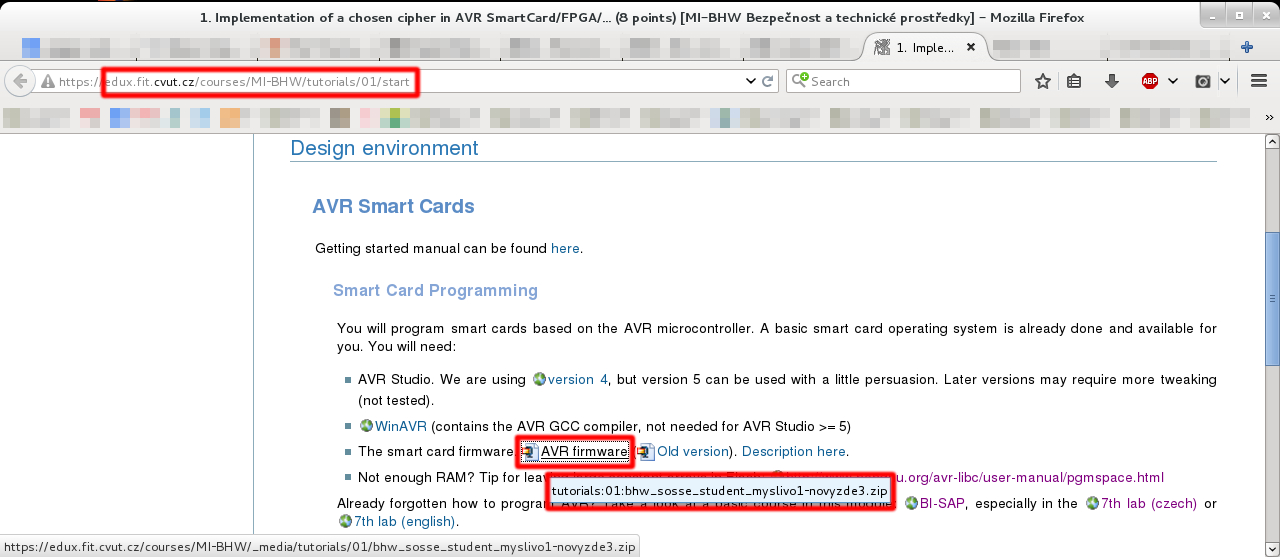 1. Implementation of a chosen cipher in AVR SmartCard/FPGA/... (8 points) [MI-BHW Bezpečnost a technické prostředky] - Mozilla Firefox
1. Imple...
https://edux.fit.cvut.cz/courses/MI-BHW/tutorials/01/start
Search
ABP
Design environment
AVR Smart Cards
Getting started manual can be found here.
Smart Card Programming
You will program smart cards based on the AVR microcontroller. A basic smart card operating system is already done and available for
you. You will need:
AVR Studio. We are using version 4, but version 5 can be used with a little persuasion. Later versions may require more tweaking
(not tested).
WinAVR (contains the AVR GCC compiler, not needed for AVR Studio >= 5)
The smart card firmware AVR firmware Old version). Description here.
Not enough RAM? Tip for u.org/avr-libc/user-manual/pgmspace.html
tutorials:01:bhw_sosse_student_myslivo1-novyzde3.zip
Already forgotten how to program AVR? Take a look at a basic course in this BI-SAP, especially in the 7th lab (czech) or
7th lab (english).
https://edux.fit.cvut.cz/courses/MI-BHW/_media/tutorials/01/bhw_sosse_student_myslivo1-novyzde3.zip